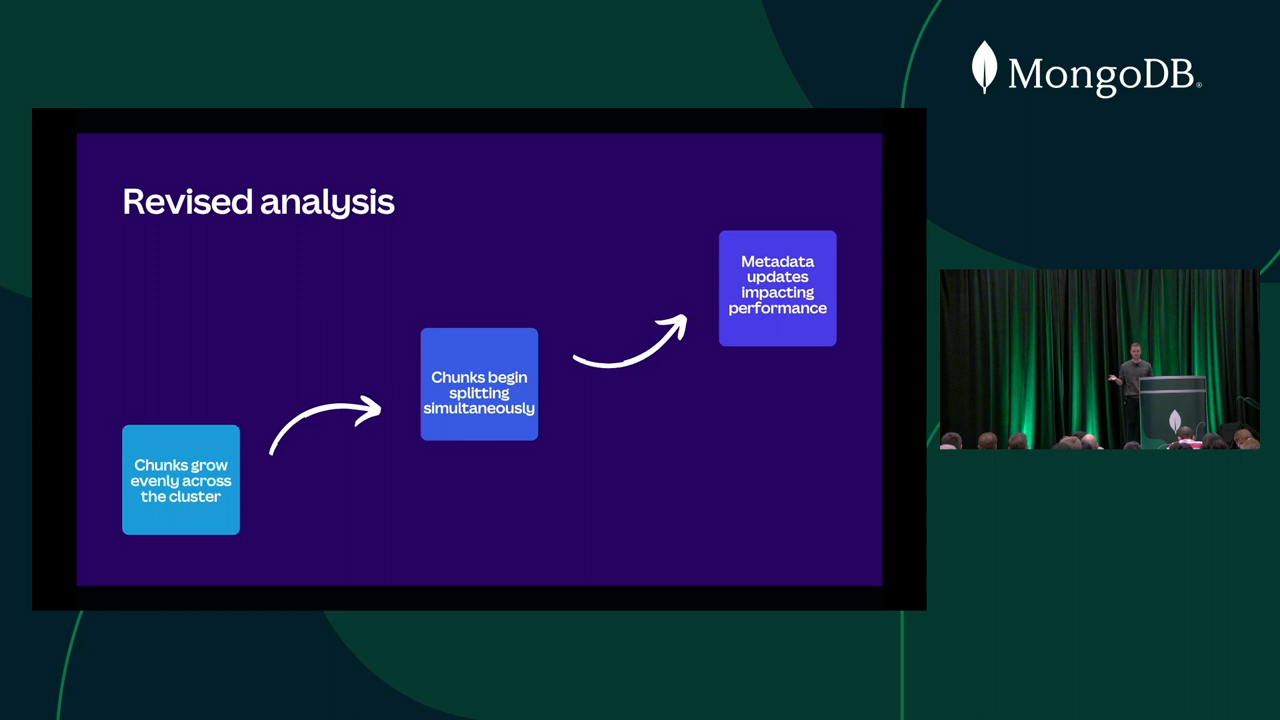 MongoDB®
Revised analysis
Metadata
updates
impacting
performance
Chunks begin
splitting
simultaneously
Chunks grow
evenly across
the cluster